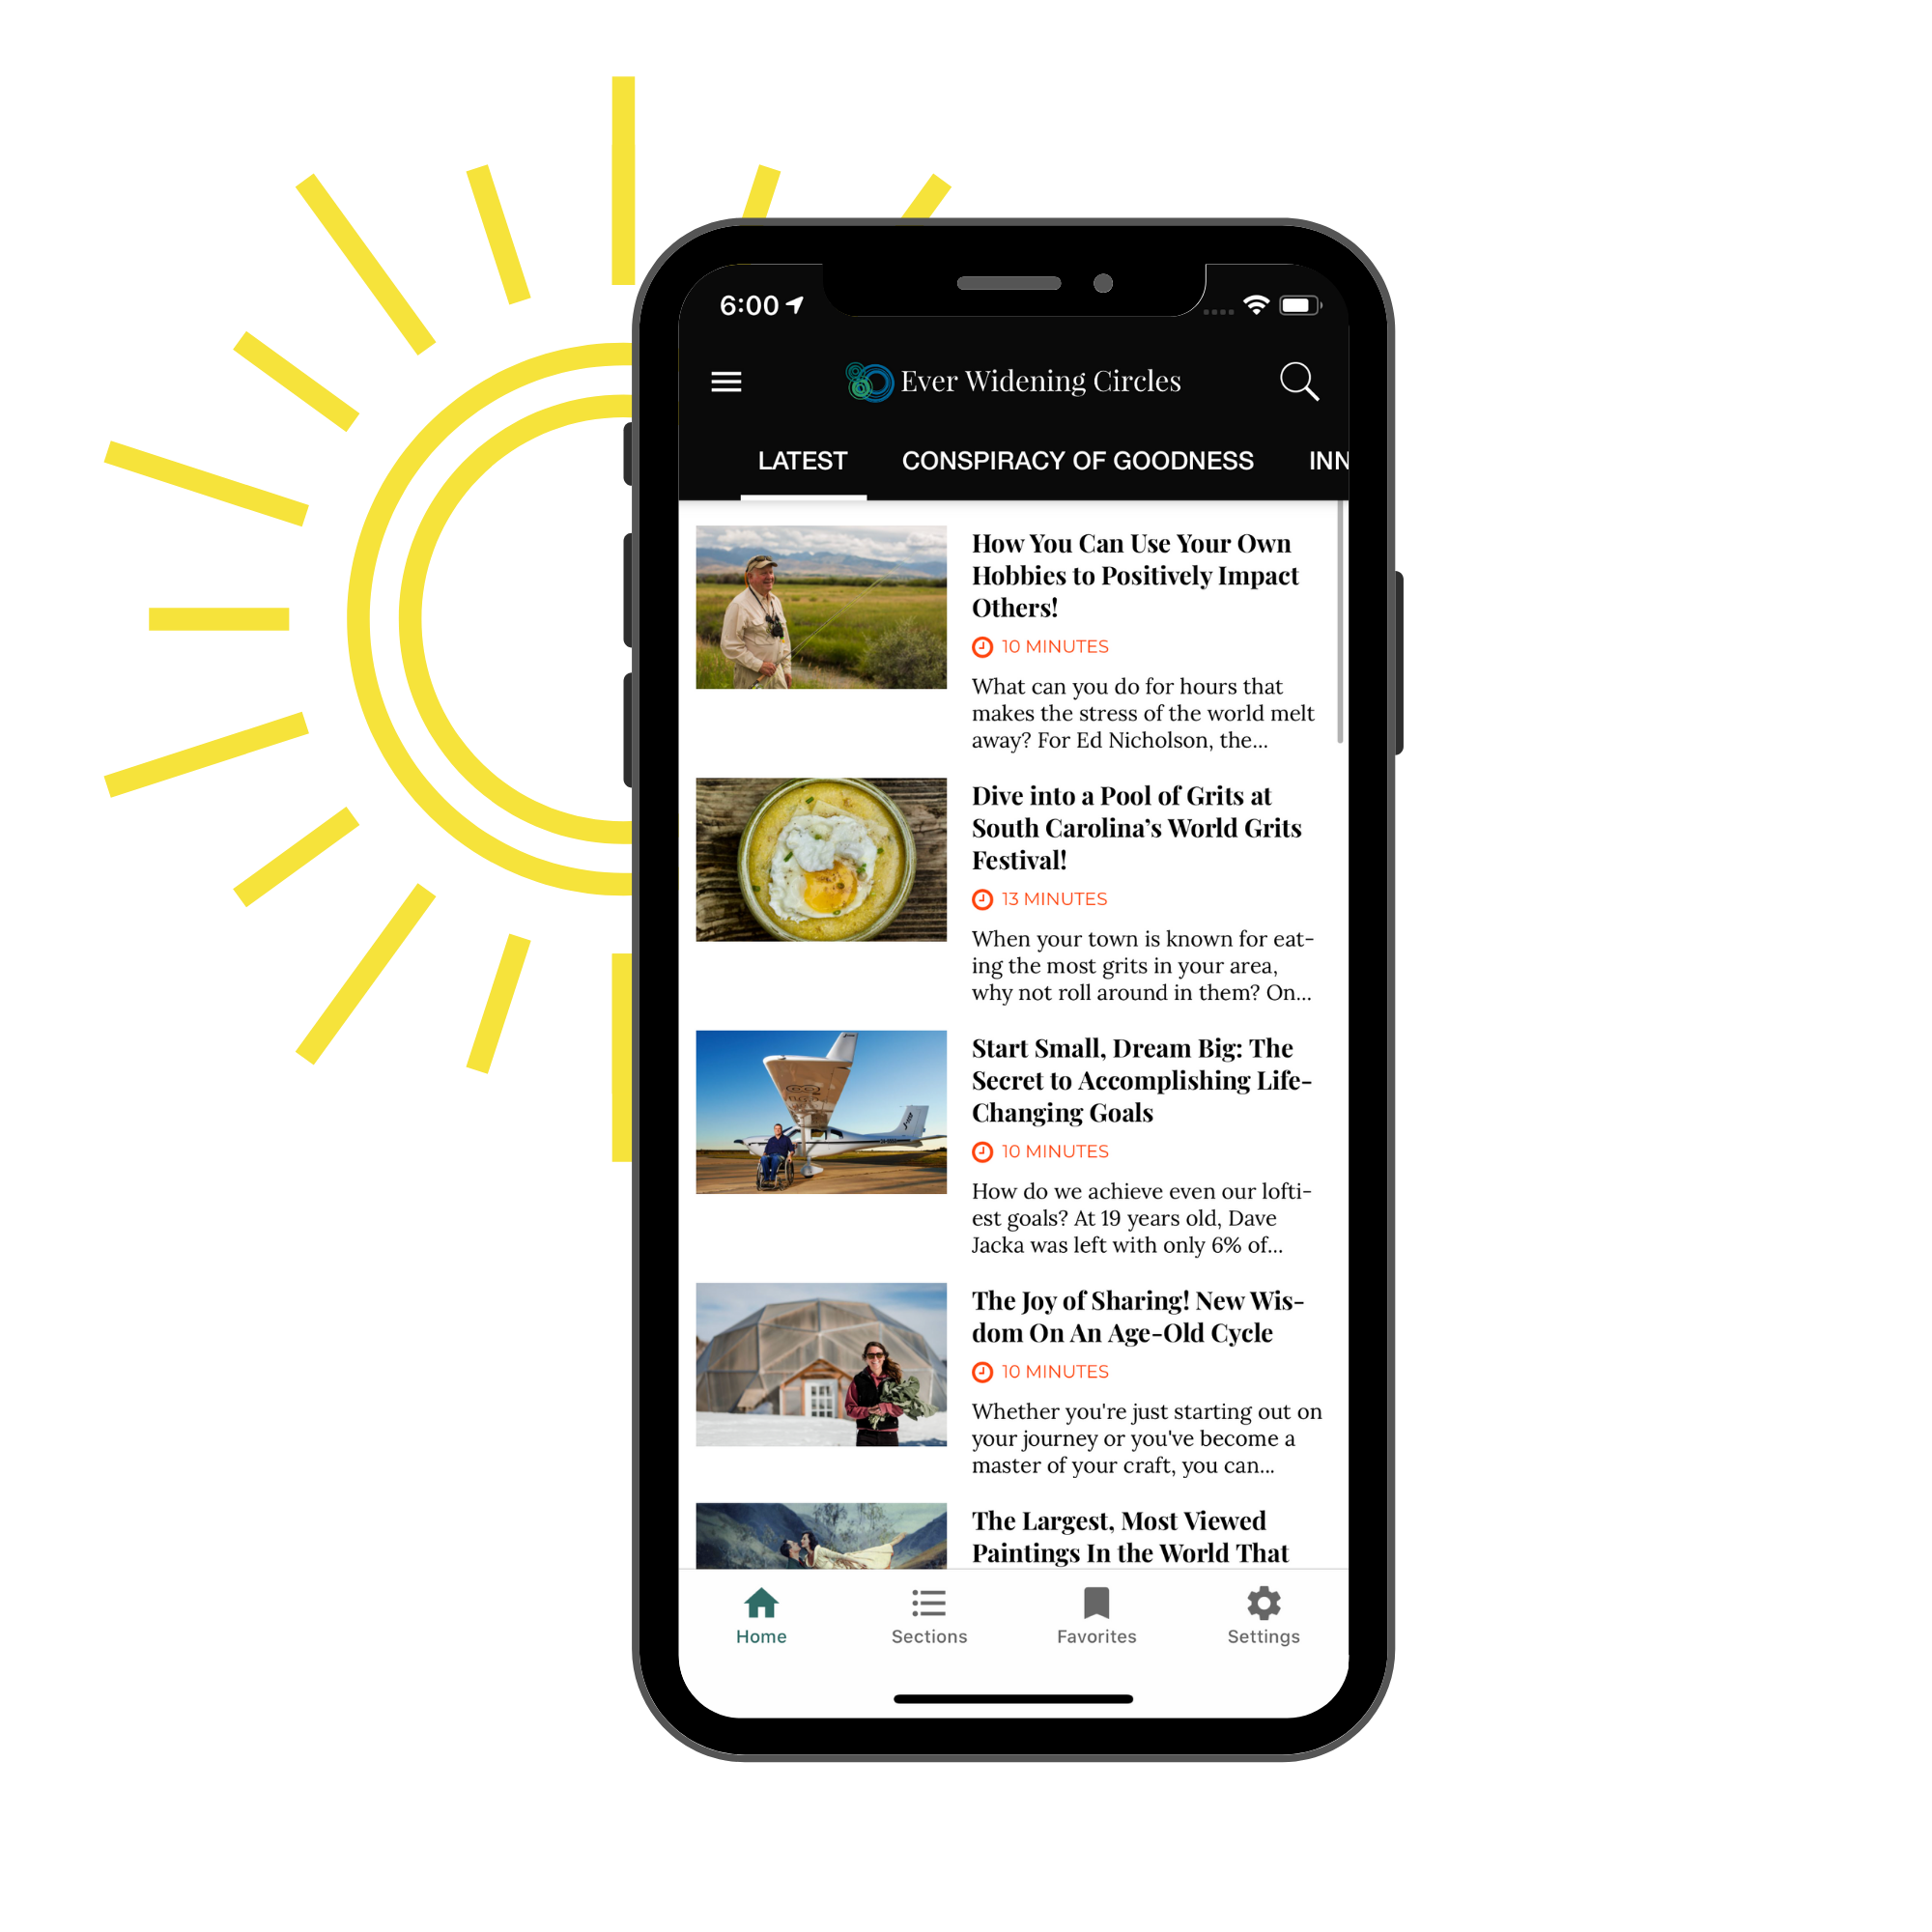 6:00
Ever Widening Circles
LATEST CONSPIRACY OF GOODNESS INN
How You Can Use Your Own
Hobbies to Positively Impact
Others!
10 MINUTES
What can you do for hours that
makes the stress of the world melt
away? For Ed Nicholson, the...
Dive into a Pool of Grits at
South Carolina’s World Grits
Festival!
13 MINUTES
When your town is known for eat-
ing the most grits in your area,
why not roll around in them? On...
Start Small, Dream Big: The
Secret to Accomplishing Life-
Changing Goals
10 MINUTES
How do we achieve even our lofti-
est goals? At 19 years old, Dave
Jacka was left with only 6% of...
The Joy of Sharing! New Wis-
dom On An Age-Old Cycle
10 MINUTES
Whether you're just starting out on
your journey or you've become a
master of your craft, you can...
The Largest, Most Viewed
Paintings In the World That
Home Sections Favorites Settings